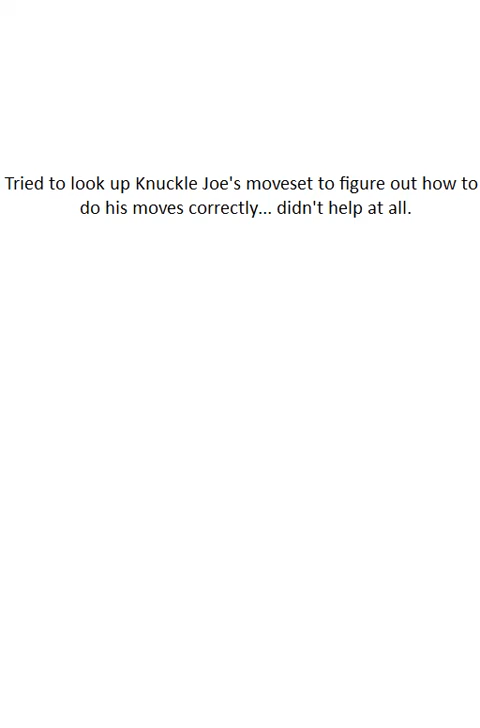 Tried to look up Knuckle Joe's moveset to figure out how to
do his moves correctly... didn't help at all.